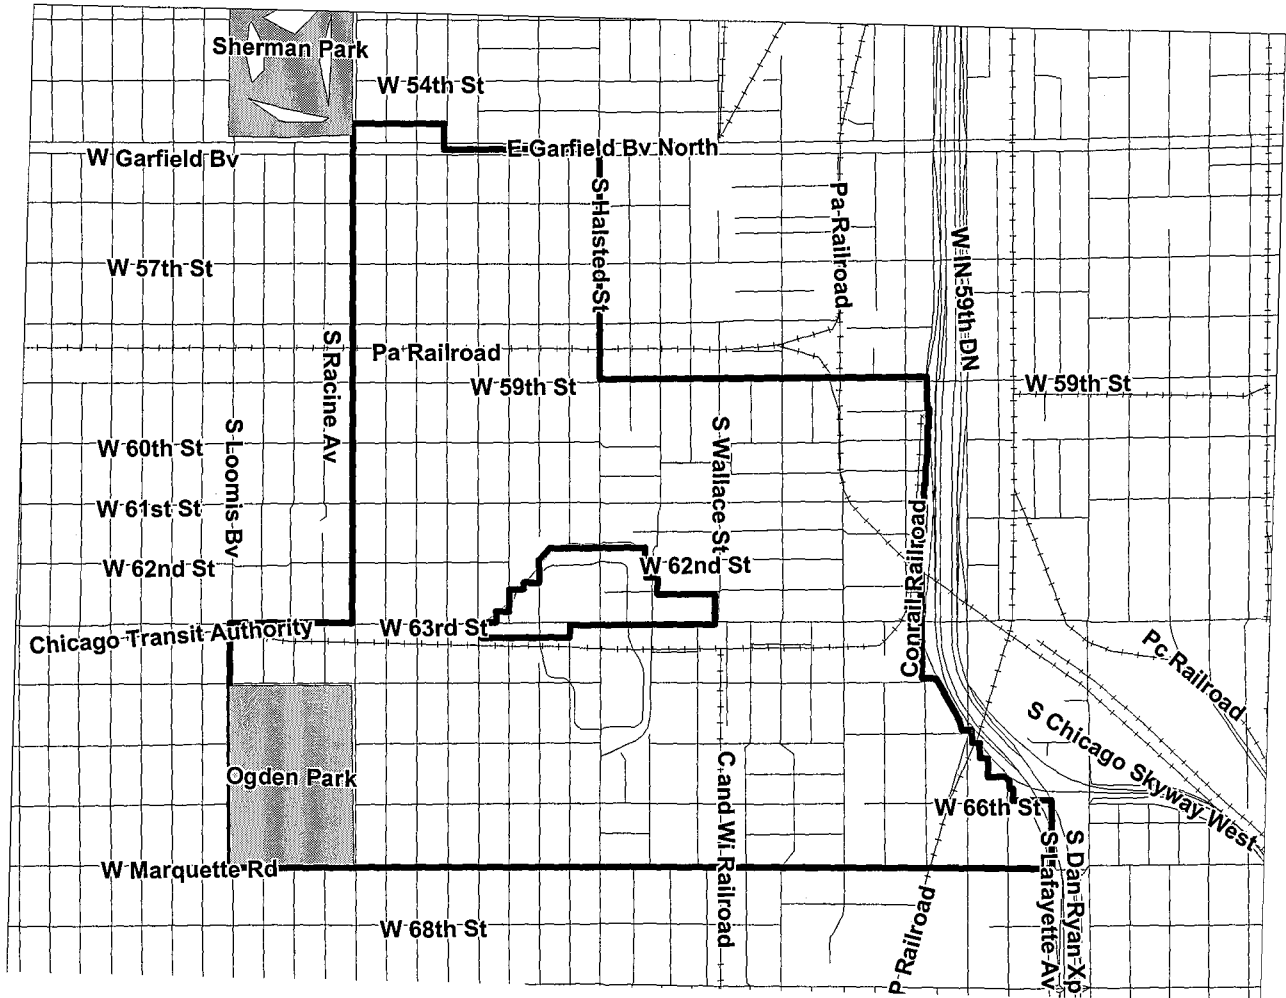 Sherman Park
W 54th St
E Garfield Bv North
W Garfield Bv
S Halsted St
Pa Railroad
W IN-59th-DN
W 57th St
S Racine Av
Pa Railroad
W 59th St
W 59th St
S Loomis Bv
S Wallace St
W 60th St
W 61st St
Conrail Railroad
W 62nd St
W 62nd St
Chicago Transit Authority
W 63rd St
Pc Railroad
S Chicago Skyway West
Ogden Park
C and Wi Railroad
W 66th St
S Lafayette Av
S Dan Ryan Xp
W Marquette Rd
P Railroad
W 68th St